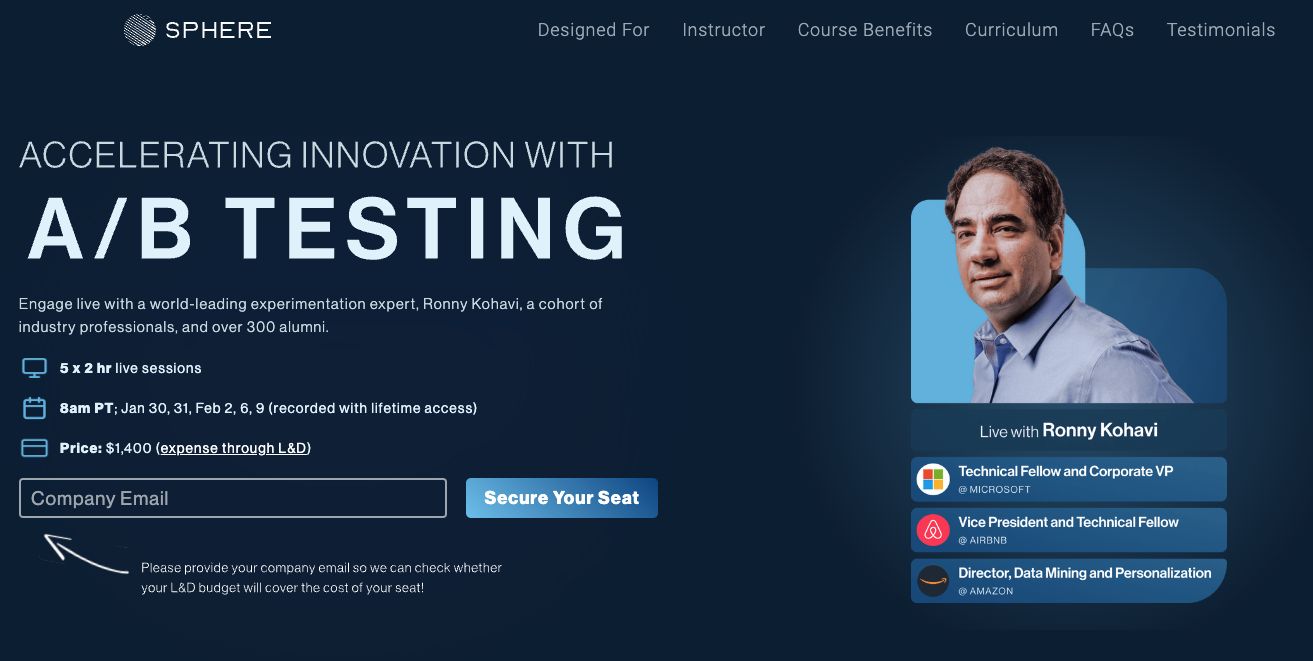 SPHERE
Designed For
Instructor
Course Benefits
Curriculum
FAQs
Testimonials
ACCELERATING INNOVATION WITH
A/B TESTING
Engage live with a world-leading experimentation expert, Ronny Kohavi, a cohort of
industry professionals, and over 300 alumni.
5 x 2 hr live sessions
8am PT; Jan 30, 31, Feb 2, 6, 9 (recorded with lifetime access)
Price: $1,400 (expense through L&D)
Company Email
Secure Your Seat
Please provide your company email so we can check whether
your L&D budget will cover the cost of your seat!
Live with Ronny Kohavi
Technical Fellow and Corporate VP
@ MICROSOFT
Vice President and Technical Fellow
@ AIRBNB
Director, Data Mining and Personalization
@ AMAZON